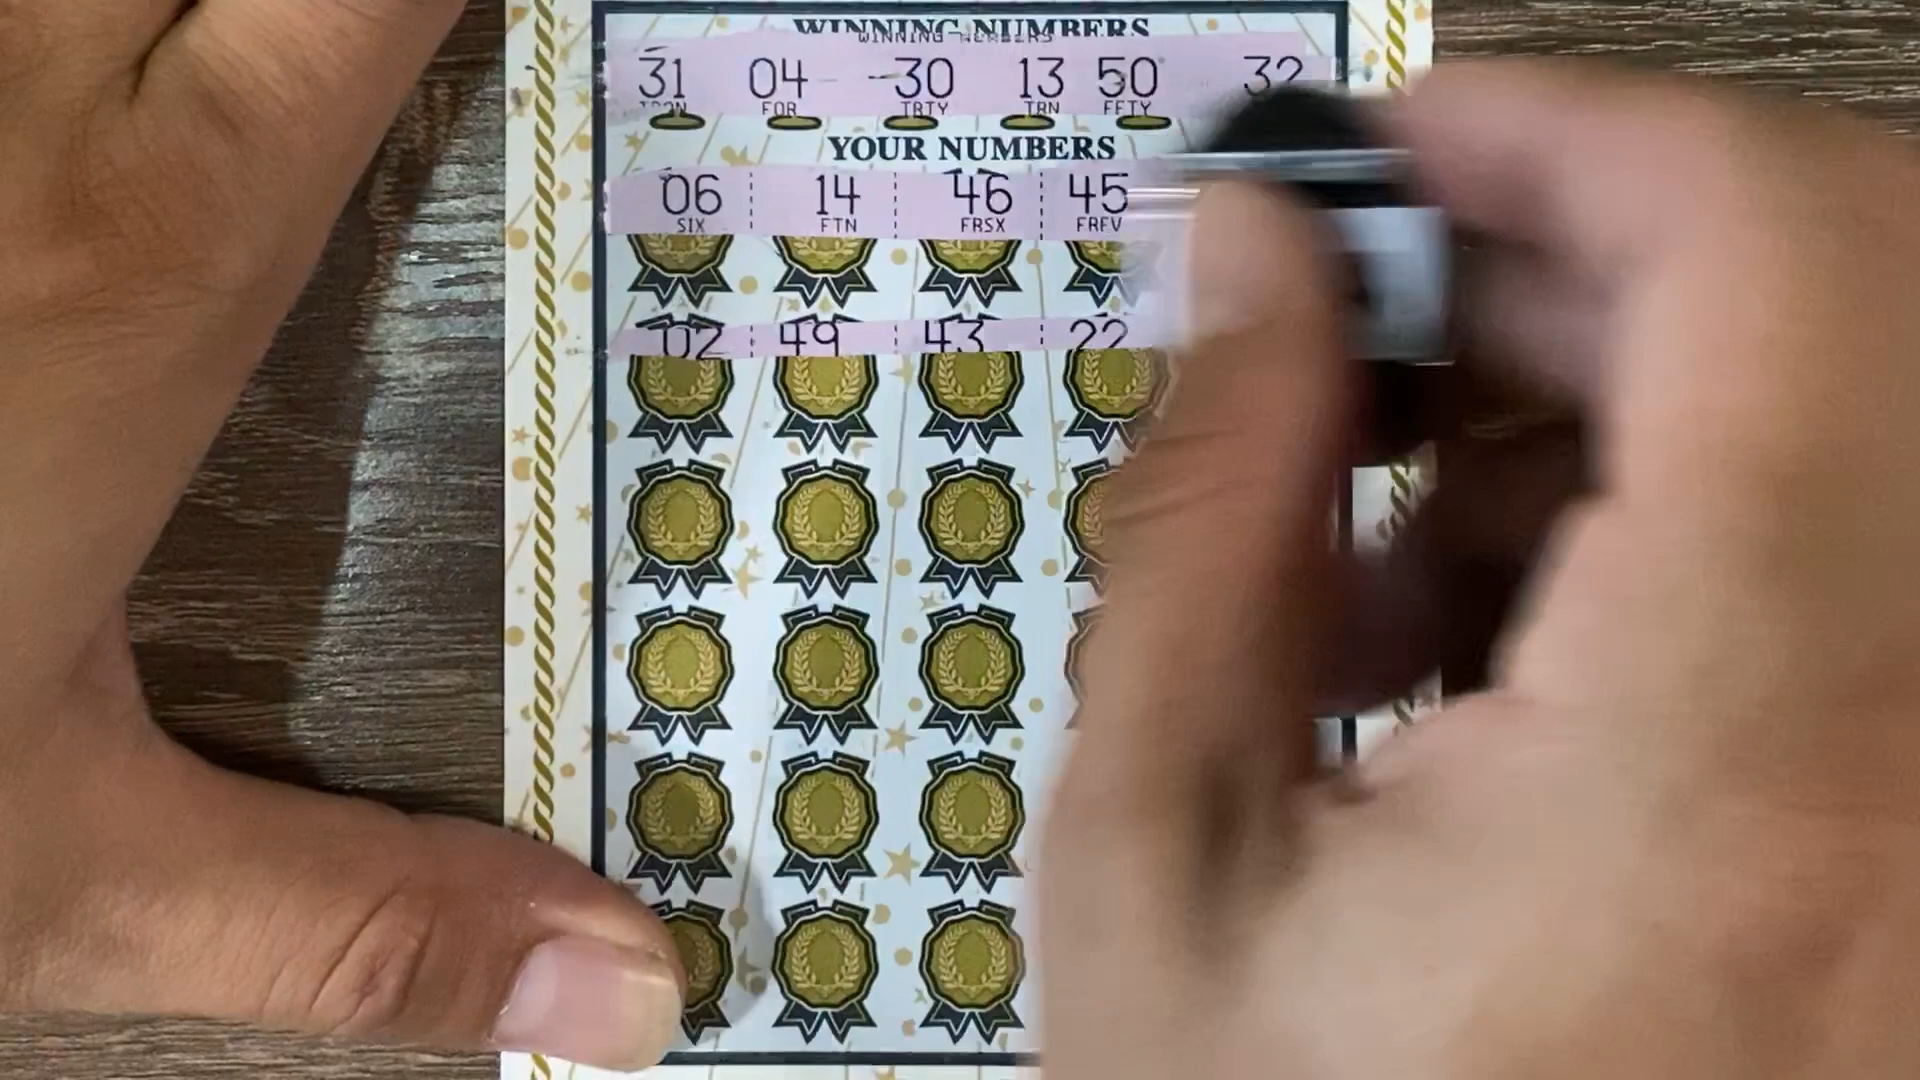 WINNING NUMBERS
WINNING NUMBERS
31 04 30 13 50 32
TRON FOR TRTY TRN FFTY
YOUR NUMBERS
06 14 46 45
SIX FTN FRSX FRFV
02 49 43 22